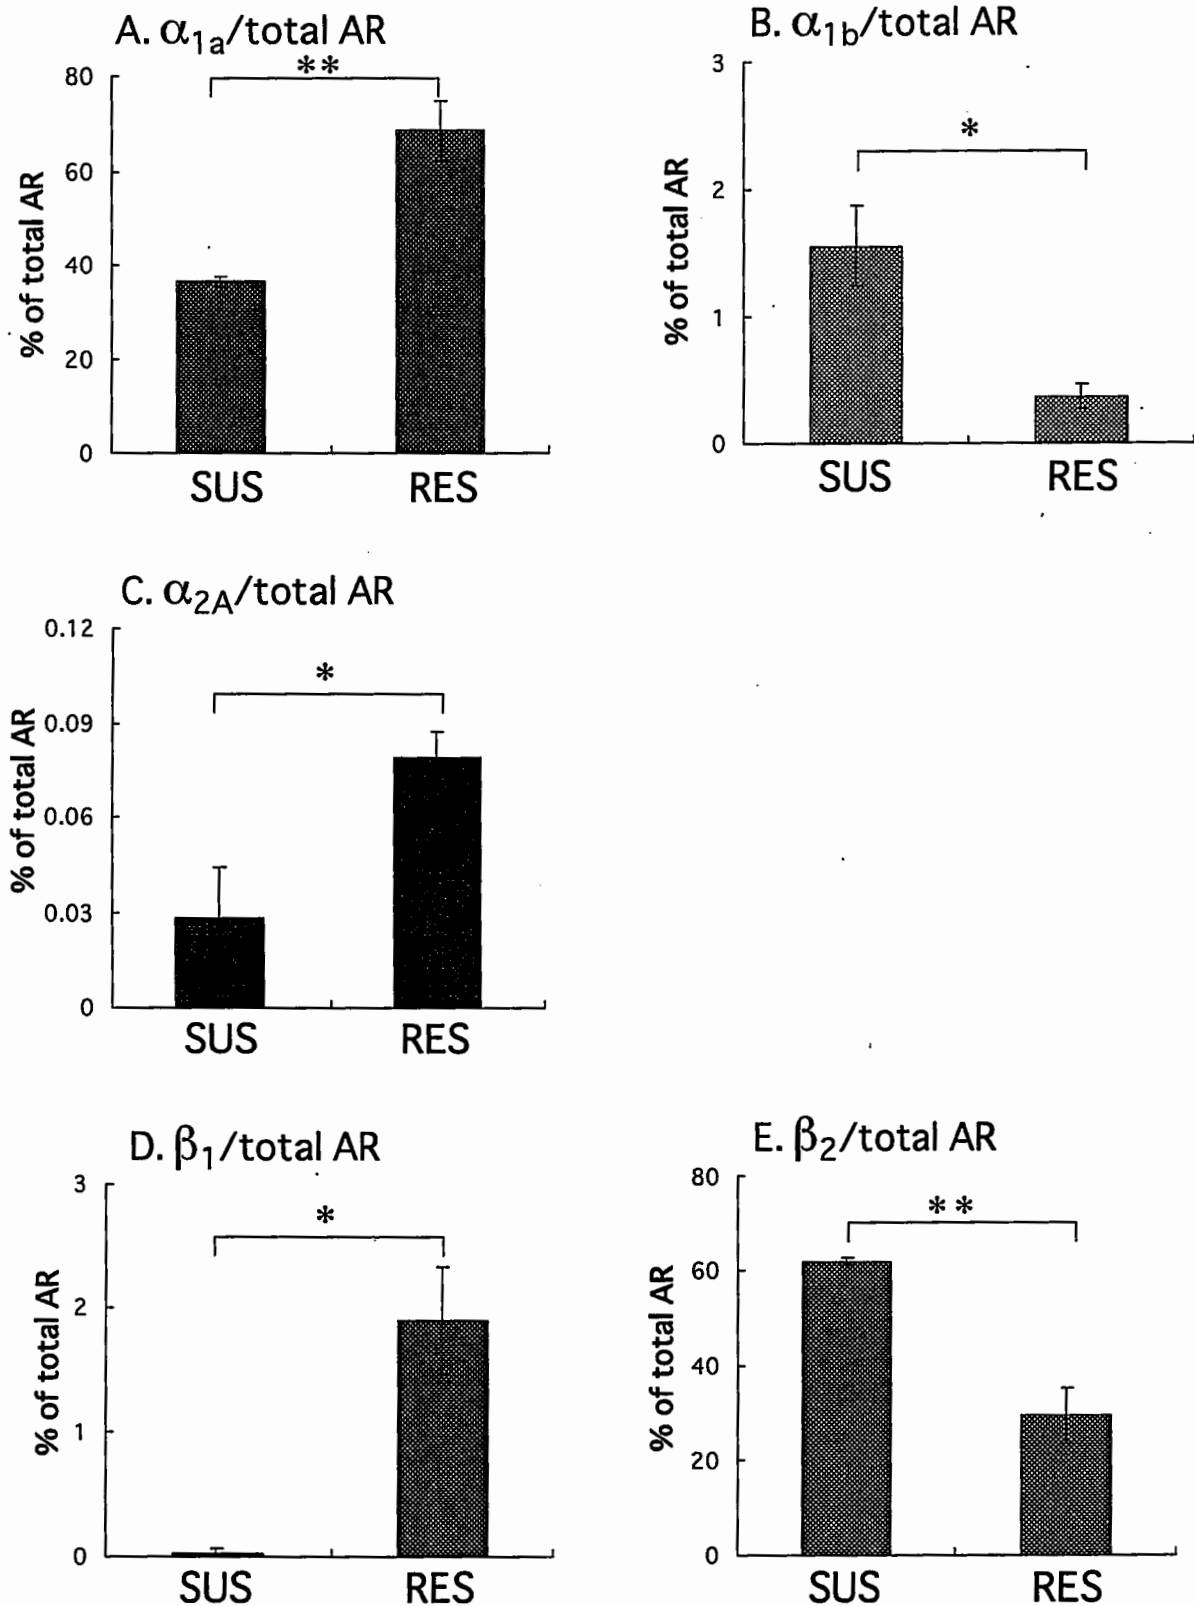 A. α1a/total AR
**
80
60
40
20
0
% of total AR
SUS RES
B. α1b/total AR
*
3
2
1
0
% of total AR
SUS RES
C. α2A/total AR
*
0.12
0.09
0.06
0.03
0
% of total AR
SUS RES
D. β1/total AR
*
3
2
1
0
% of total AR
SUS RES
E. β2/total AR
**
80
60
40
20
0
% of total AR
SUS RES